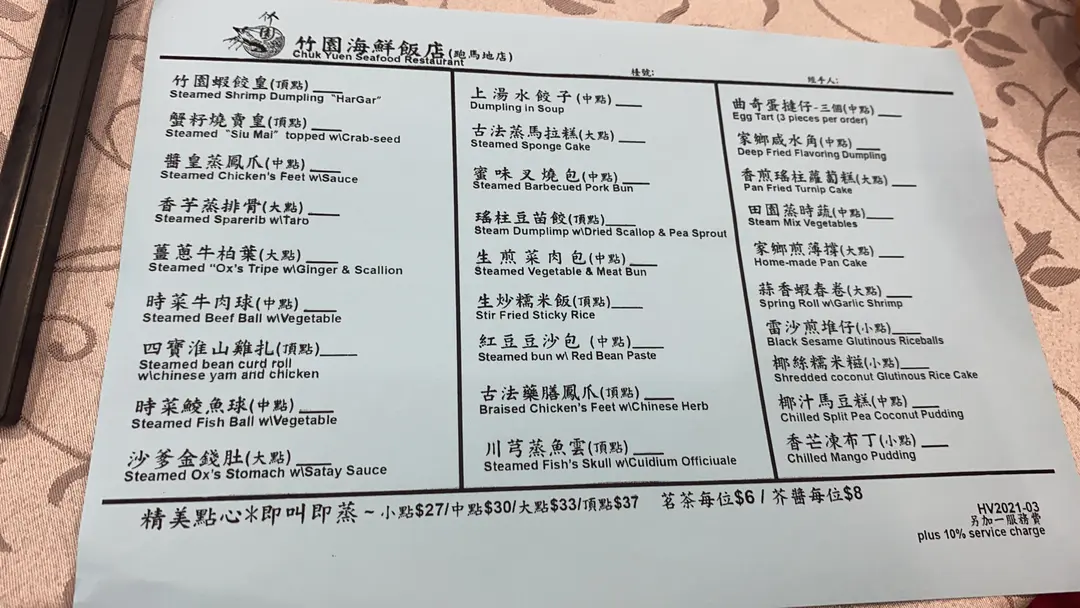 竹園海鮮飯店(跑馬地店)
Chuk Yuen Seafood Restaurant
檯號:
經手人:
竹園蝦餃皇(頂點)
Steamed Shrimp Dumpling "HarGar"
蟹籽燒賣皇(頂點)
Steamed "Siu Mai" topped w\Crab-seed
醬皇蒸鳳爪(中點)
Steamed Chicken's Feet w\Sauce
香芋蒸排骨(大點)
Steamed Sparerib w\Taro
薑蔥牛柏葉(大點)
Steamed "Ox's Tripe w\Ginger & Scallion
時菜牛肉球(中點)
Steamed Beef Ball w\Vegetable
四寶淮山雞扎(頂點)
Steamed bean curd roll
w\chinese yam and chicken
時菜鯪魚球(中點)
Steamed Fish Ball w\Vegetable
沙爹金錢肚(大點)
Steamed Ox's Stomach w\Satay Sauce
上湯水餃子(中點)
Dumpling in Soup
古法蒸馬拉糕(大點)
Steamed Sponge Cake
蜜味叉燒包(中點)
Steamed Barbecued Pork Bun
瑤柱豆苗餃(頂點)
Steam Dumplimp w\Dried Scallop & Pea Sprout
生煎菜肉包(中點)
Steamed Vegetable & Meat Bun
生炒糯米飯(頂點)
Stir Fried Sticky Rice
紅豆豆沙包(中點)
Steamed bun w\ Red Bean Paste
古法藥膳鳳爪(頂點)
Braised Chicken's Feet w\Chinese Herb
川芎蒸魚雲(頂點)
Steamed Fish's Skull w\Cuidium Officiuale
曲奇蛋撻仔-三個(中點)
Egg Tart (3 pieces per order)
家鄉咸水角(中點)
Deep Fried Flavoring Dumpling
香煎瑤柱蘿蔔糕(大點)
Pan Fried Turnip Cake
田園蒸時蔬(中點)
Steam Mix Vegetables
家鄉煎薄撐(大點)
Home-made Pan Cake
蒜香蝦春卷(大點)
Spring Roll w\Garlic Shrimp
雷沙煎堆仔(小點)
Black Sesame Glutinous Riceballs
椰絲糯米糍(小點)
Shredded coconut Glutinous Rice Cake
椰汁馬豆糕(中點)
Chilled Split Pea Coconut Pudding
香芒凍布丁(小點)
Chilled Mango Pudding
精美點心＊即叫即蒸 ~ 小點$27/中點$30/大點$33/頂點$37 茗茶每位$6 / 芥醬每位$8
HV2021-03
另加一服務費
plus 10% service charge